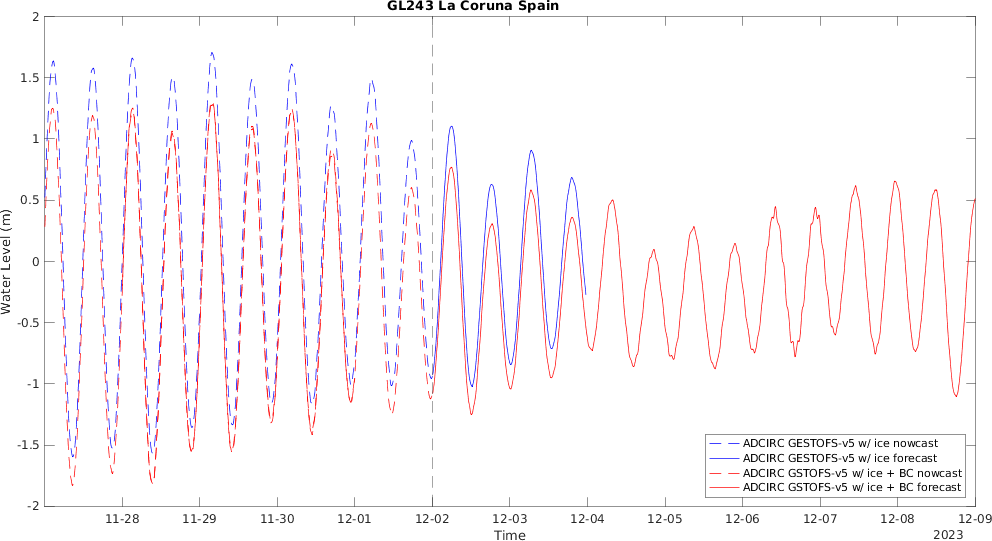 GL243 La Coruna Spain
2
1.5
1
0.5
0
-0.5
-1
-1.5
-2
Water Level (m)
ADCIRC GESTOFS-v5 w/ ice nowcast
ADCIRC GESTOFS-v5 w/ ice forecast
ADCIRC GSTOFS-v5 w/ ice + BC nowcast
ADCIRC GSTOFS-v5 w/ ice + BC forecast
11-28 11-29 11-30 12-01 12-02 12-03 12-04 12-05 12-06 12-07 12-08 12-09
Time
2023